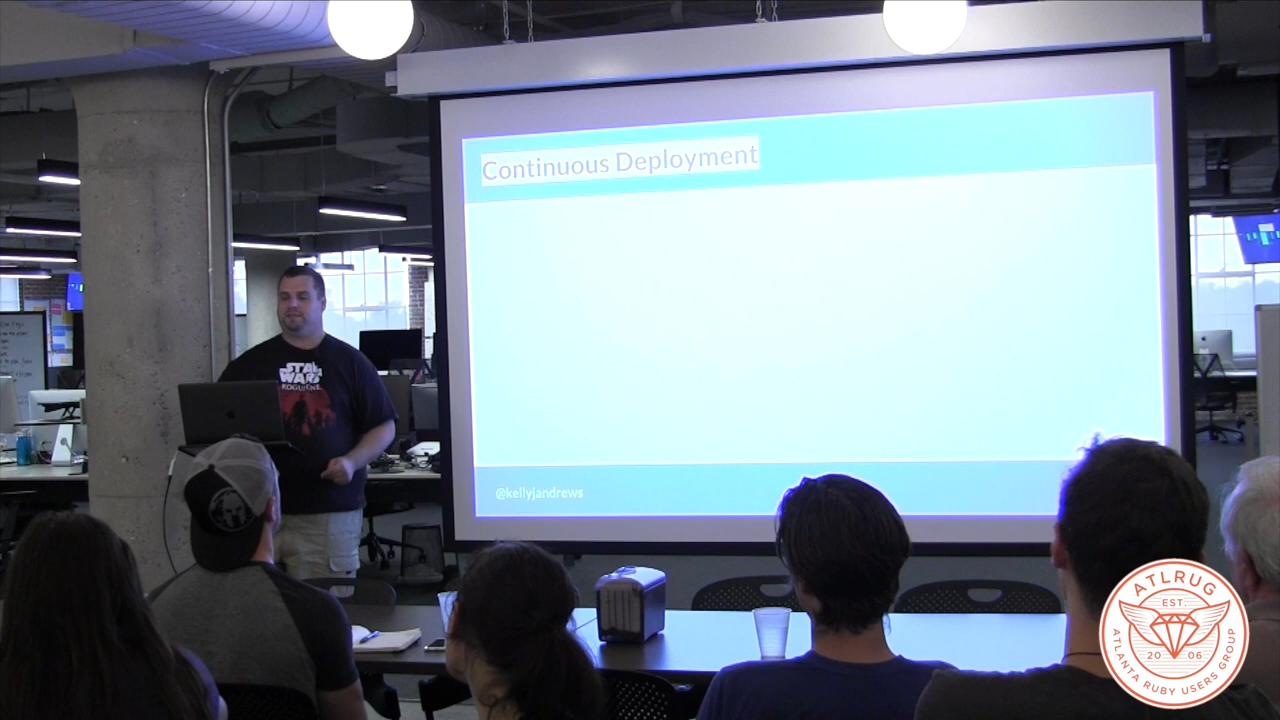 Continuous Deployment
STAR
WARS
ROGUE ONE
@kellyjandrews
ATLRUG
EST.
20 06
ATLANTA RUBY USERS GROUP